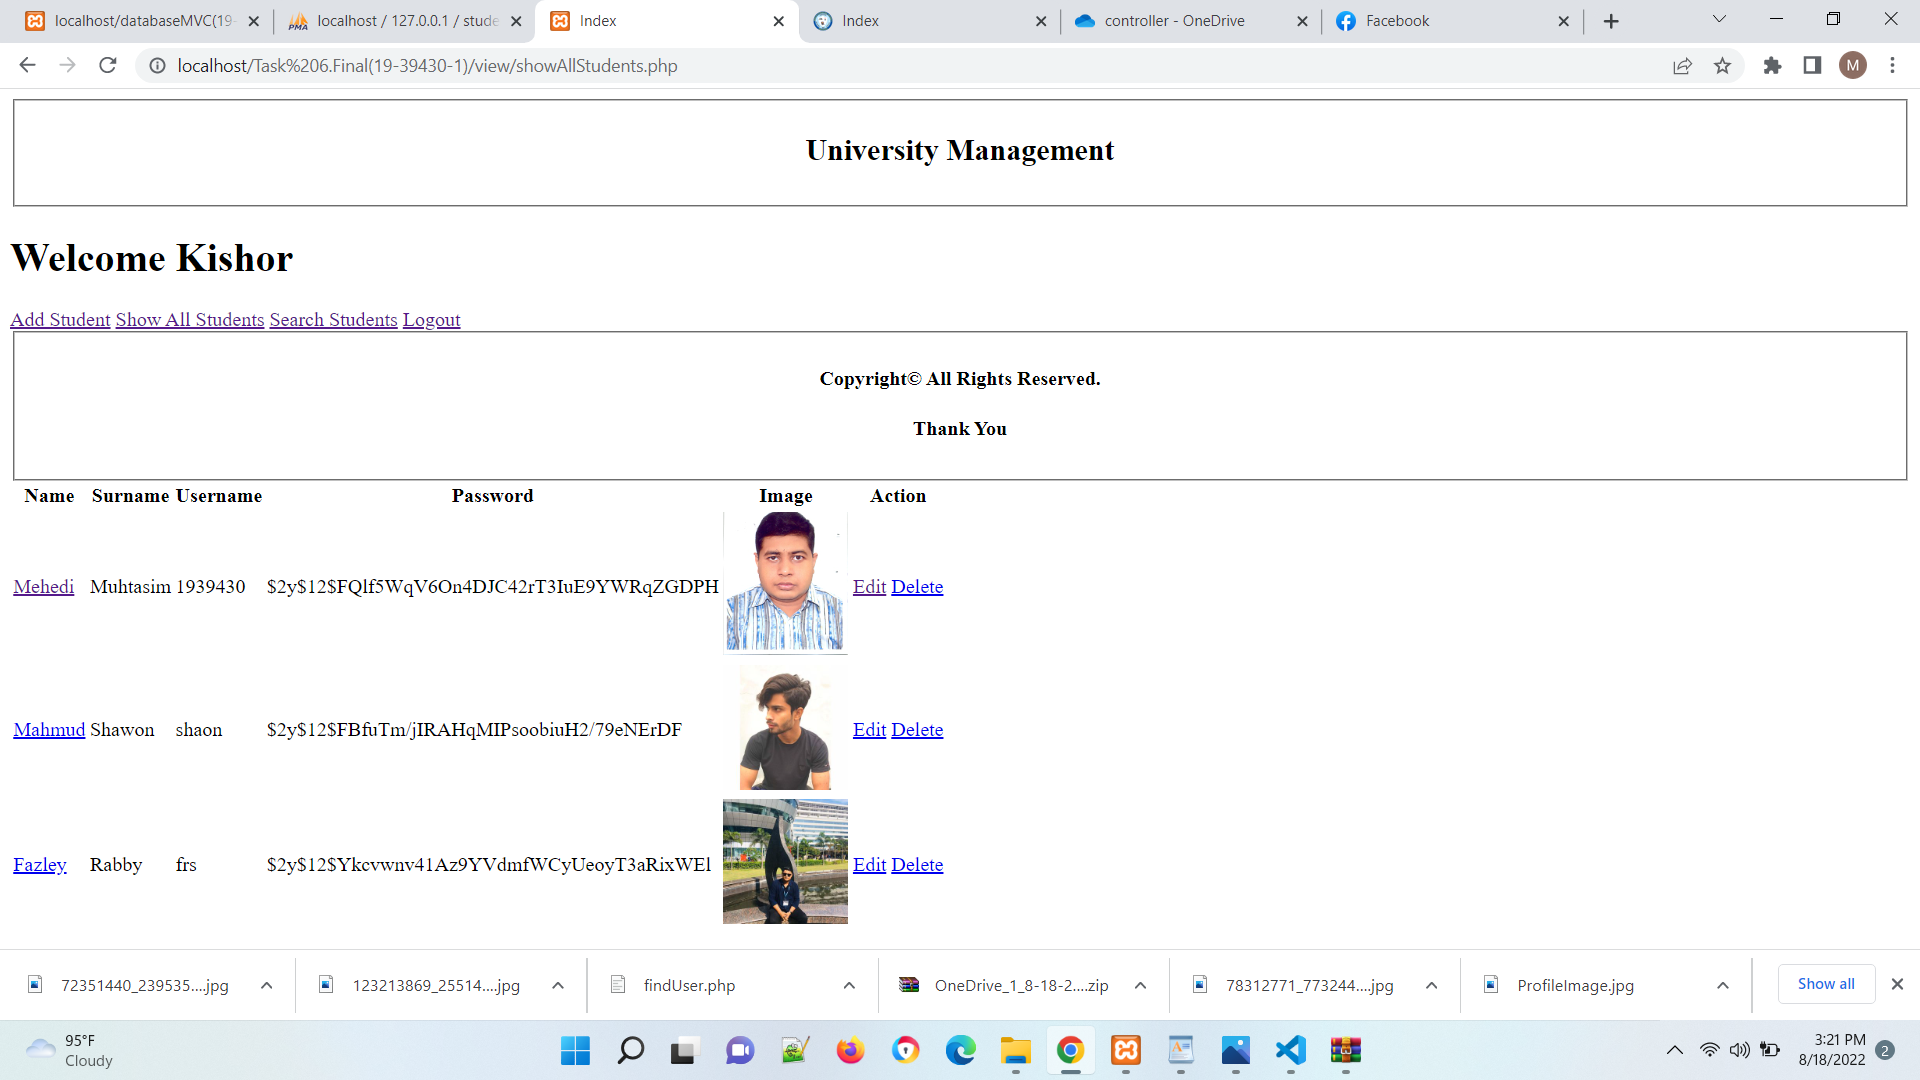 localhost/databaseMVC(19-
localhost / 127.0.0.1 / stude
Index
Index
controller - OneDrive
Facebook
localhost/Task%206.Final(19-39430-1)/view/showAllStudents.php
M
University Management
Welcome Kishor
Add Student Show All Students Search Students Logout
Copyright© All Rights Reserved.
Thank You
Name Surname Username Password Image Action
Mehedi Muhtasim 1939430 $2y$12$FQlf5WqV6On4DJC42rT3IuE9YWRqZGDPH Edit Delete
Mahmud Shawon shaon $2y$12$FBfuTm/jIRAHqMIPsoobiuH2/79eNErDF Edit Delete
Fazley Rabby frs $2y$12$Ykcvwnv41Az9YVdmfWCyUeoyT3aRixWEl Edit Delete
72351440_239535....jpg
123213869_25514....jpg
findUser.php
OneDrive_1_8-18-2....zip
78312771_773244....jpg
ProfileImage.jpg
Show all
95°F
Cloudy
3:21 PM
8/18/2022
2